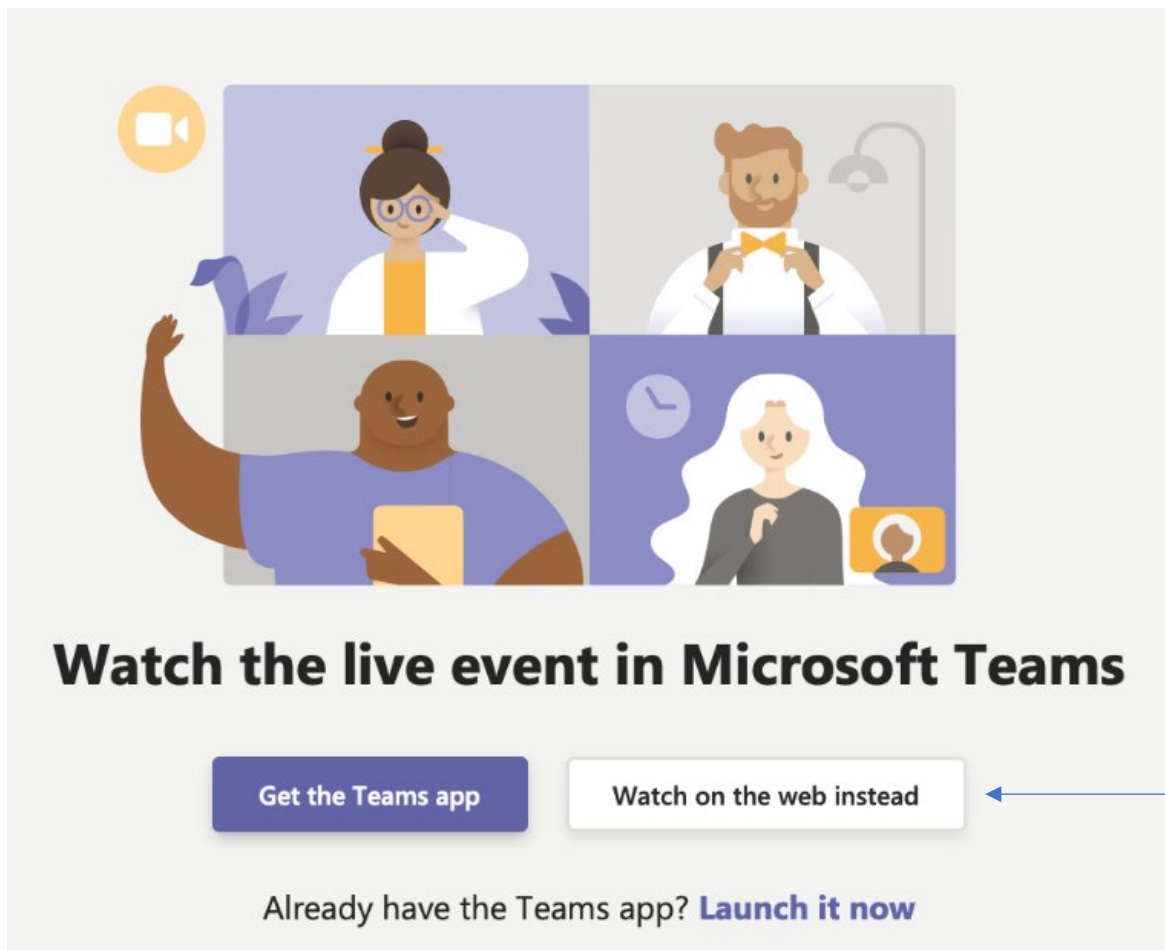 Watch the live event in Microsoft Teams
Get the Teams app
Watch on the web instead
Already have the Teams app? Launch it now